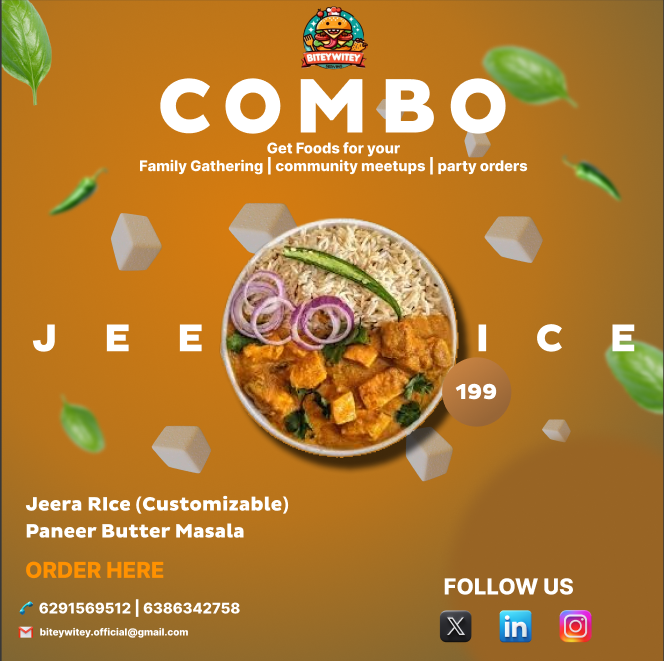 BITEYWITEY
COMBO
Get Foods for your
Family Gathering | community meetups | party orders
J E E I C E
199
Jeera RIce (Customizable)
Paneer Butter Masala
ORDER HERE
6291569512 | 6386342758
biteywitey.official@gmail.com
FOLLOW US